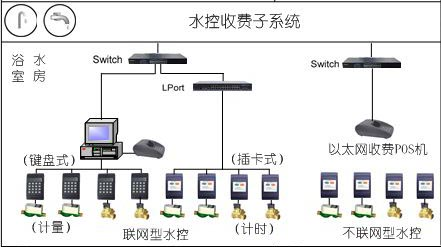 水控收费子系统
浴 水
室 房
Switch
LPort
Switch
以太网收费POS机
(键盘式)
(插卡式)
(计量)
联网型水控
(计时)
不联网型水控